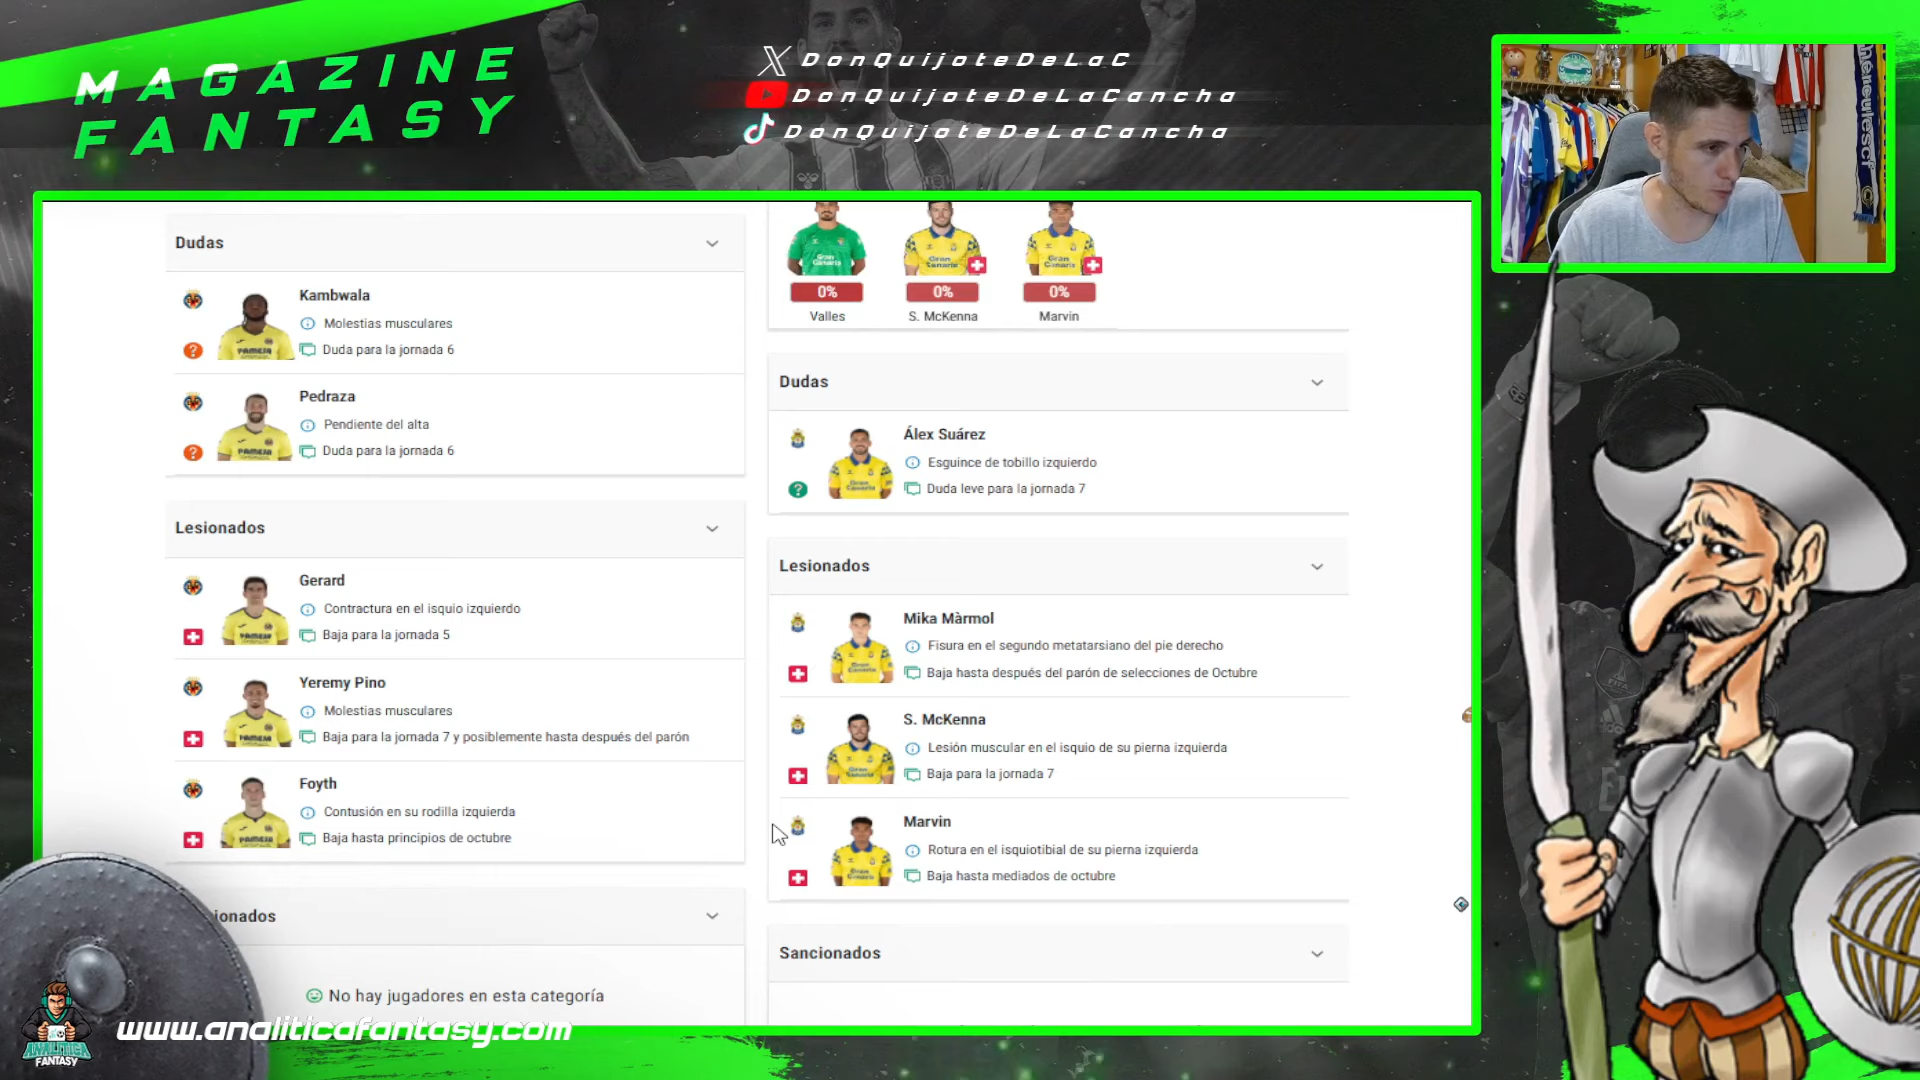 MAGAZINE
FANTASY
DonQuijoteDeLaC
DonQuijoteDeLaCancha
DonQuijoteDeLaCancha
Dudas
Kambwala
Molestias musculares
Duda para la jornada 6
Pedraza
Pendiente del alta
Duda para la jornada 6
Lesionados
Gerard
Contractura en el isquio izquierdo
Baja para la jornada 5
Yeremy Pino
Molestias musculares
Baja para la jornada 7 y posiblemente hasta después del parón
Foyth
Contusión en su rodilla izquierda
Baja hasta principios de octubre
ionados
No hay jugadores en esta categoría
0% 0% 0%
Valles S. McKenna Marvin
Dudas
Álex Suárez
Esguince de tobillo izquierdo
Duda leve para la jornada 7
Lesionados
Mika Màrmol
Fisura en el segundo metatarsiano del pie derecho
Baja hasta después del parón de selecciones de Octubre
S. McKenna
Lesión muscular en el isquio de su pierna izquierda
Baja para la jornada 7
Marvin
Rotura en el isquiotibial de su pierna izquierda
Baja hasta mediados de octubre
Sancionados
ANALITICA
FANTASY
www.analiticafantasy.com